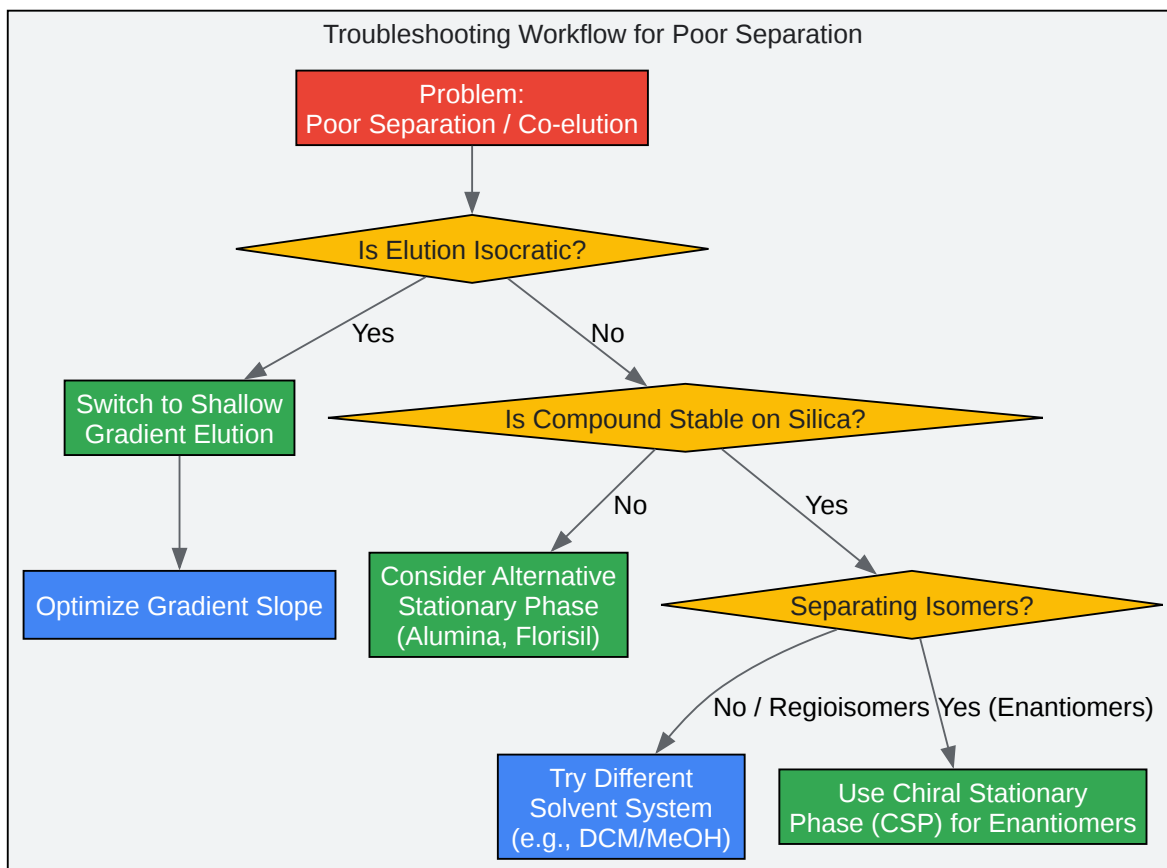 Troubleshooting Workflow for Poor Separation
Problem:
Poor Separation / Co-elution
Is Elution Isocratic?
Yes
No
Switch to Shallow
Gradient Elution
Is Compound Stable on Silica?
No
Yes
Optimize Gradient Slope
Consider Alternative
Stationary Phase
(Alumina, Florisil)
Separating Isomers?
No / Regioisomers
Yes (Enantiomers)
Try Different
Solvent System
(e.g., DCM/MeOH)
Use Chiral Stationary
Phase (CSP) for Enantiomers